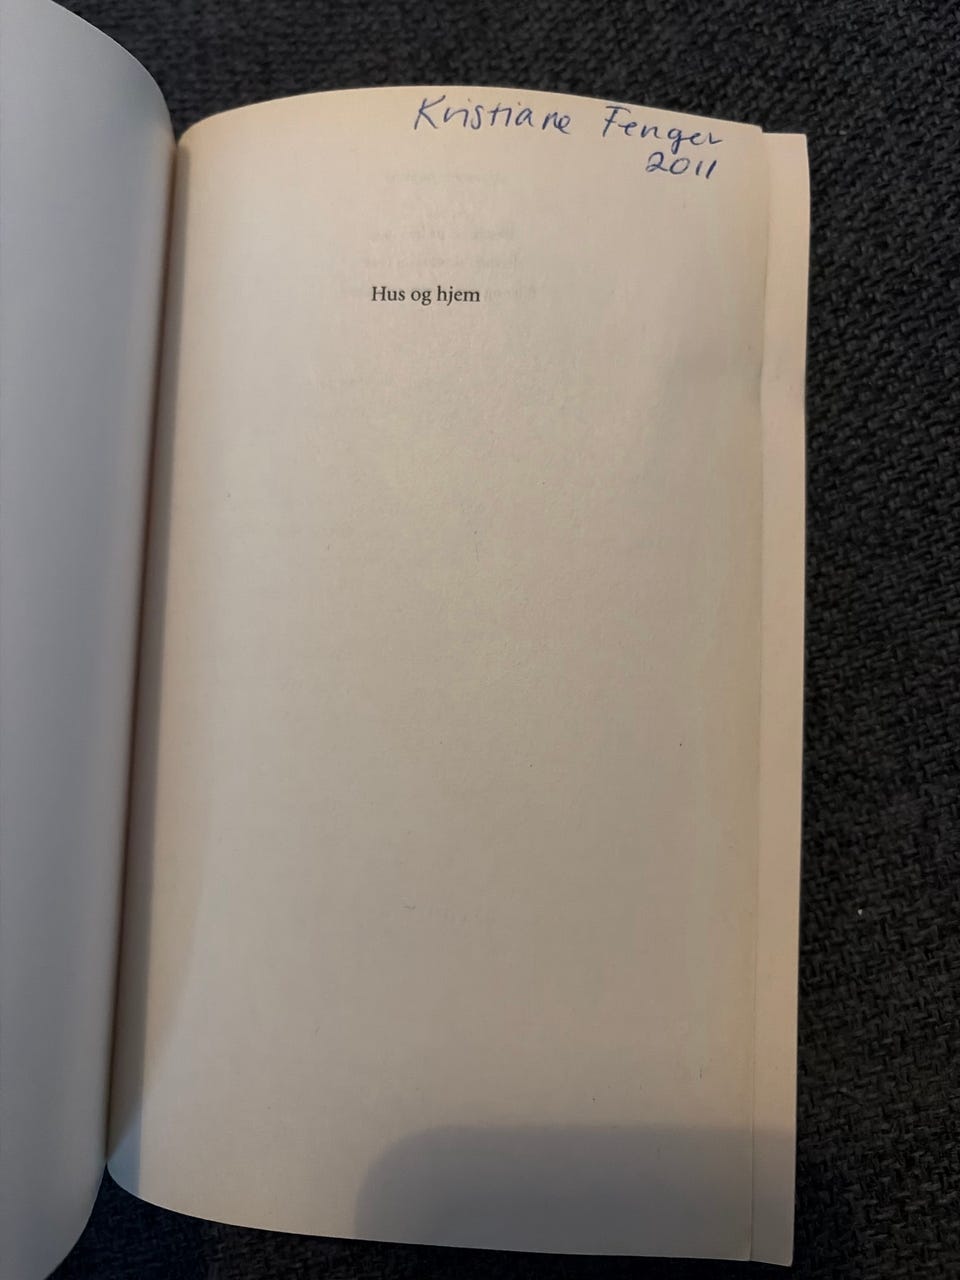 Kristiane Fenger
2011
Hus og hjem